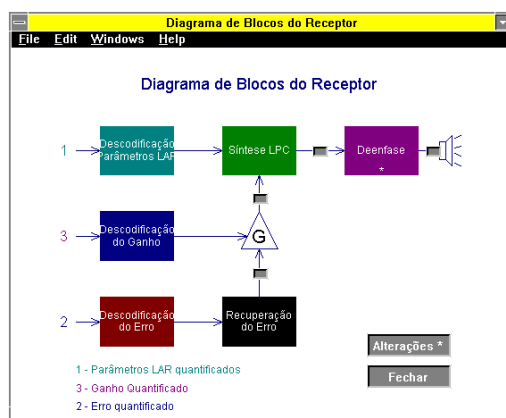 Diagrama de Blocos do Receptor
File Edit Windows Help
Diagrama de Blocos do Receptor
1
Descodificação
Parâmetros LAR
Síntese LPC
Deenfase
*
3
Descodificação
do Ganho
G
2
Descodificação
do Erro
Recuperação
do Erro
Alterações *
Fechar
1 - Parâmetros LAR quantificados
3 - Ganho Quantificado
2 - Erro quantificado